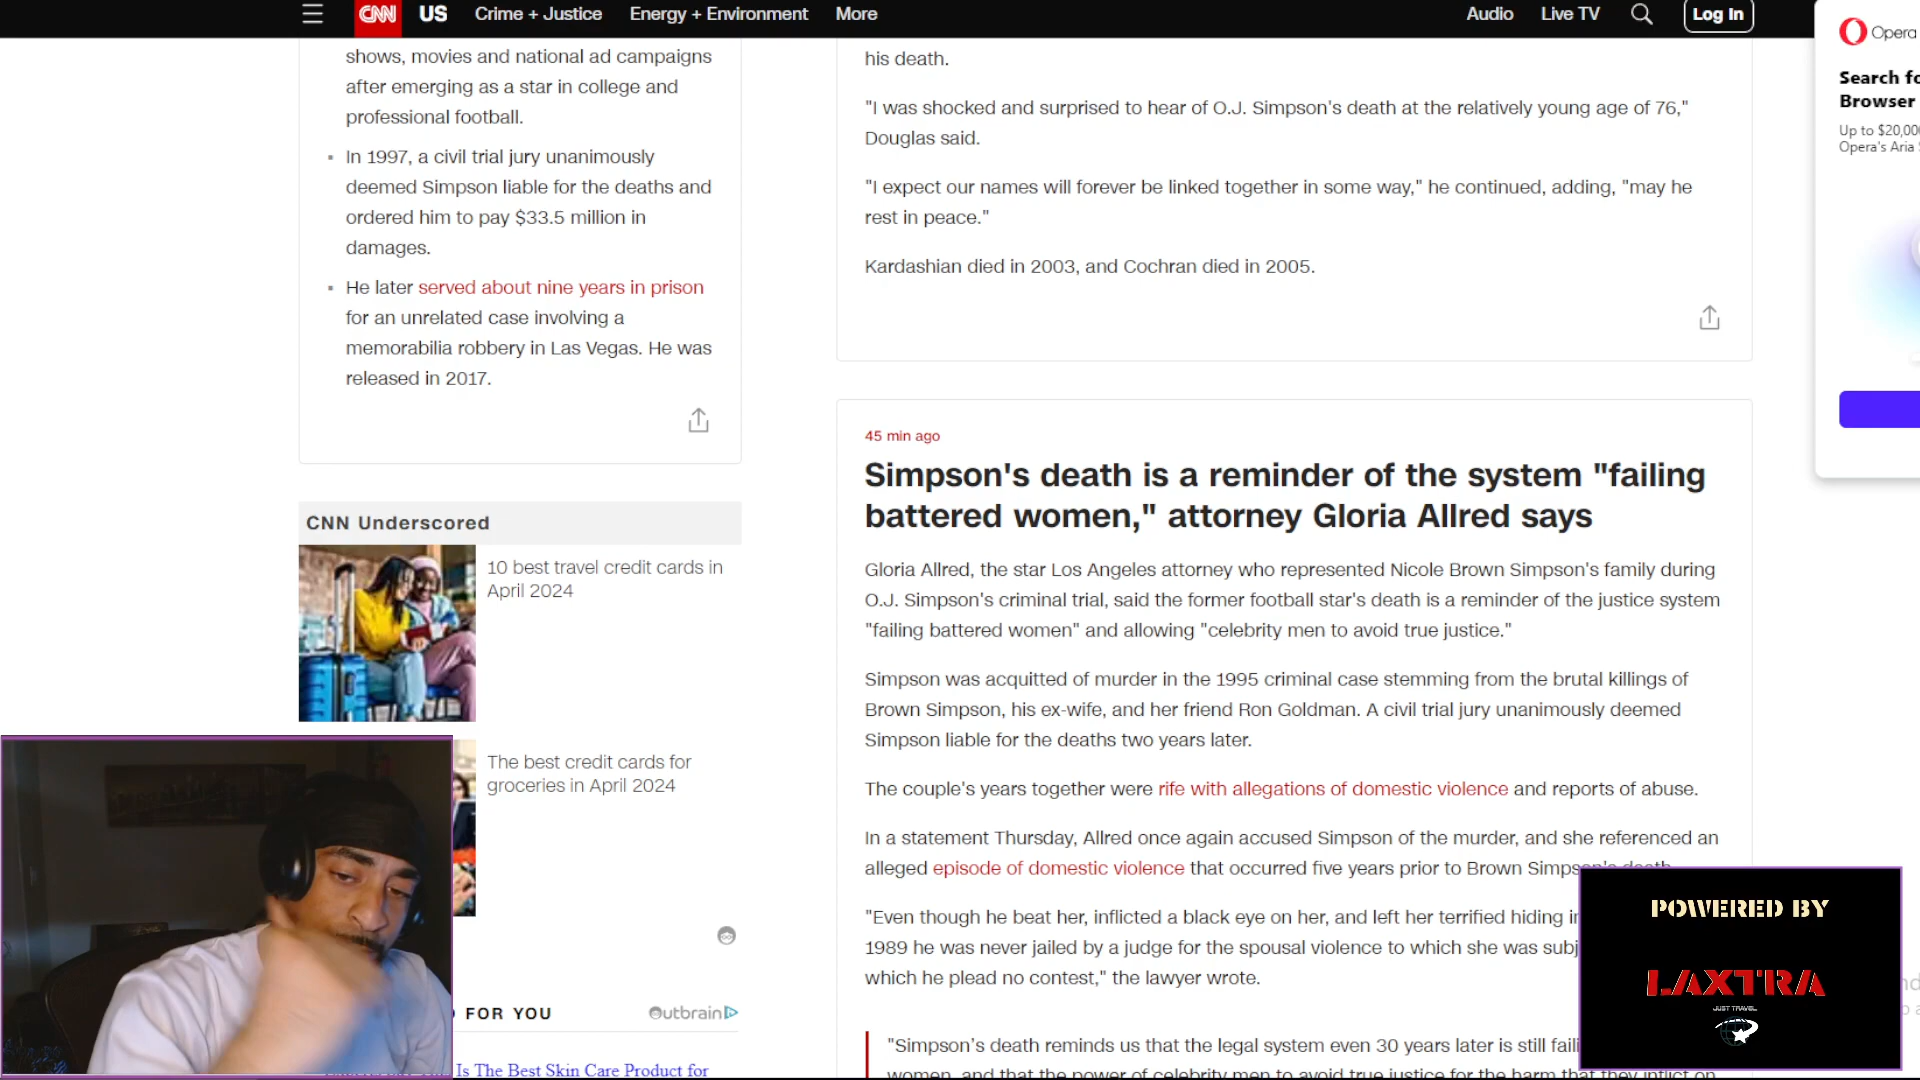 CNN US Crime + Justice Energy + Environment More Audio Live TV Log In
shows, movies and national ad campaigns
after emerging as a star in college and
professional football.
In 1997, a civil trial jury unanimously
deemed Simpson liable for the deaths and
ordered him to pay $33.5 million in
damages.
He later served about nine years in prison
for an unrelated case involving a
memorabilia robbery in Las Vegas. He was
released in 2017.
CNN Underscored
10 best travel credit cards in
April 2024
The best credit cards for
groceries in April 2024
FOR YOU
Outbrain
Is The Best Skin Care Product for
his death.
"I was shocked and surprised to hear of O.J. Simpson's death at the relatively young age of 76,"
Douglas said.
"I expect our names will forever be linked together in some way," he continued, adding, "may he
rest in peace."
Kardashian died in 2003, and Cochran died in 2005.
45 min ago
Simpson's death is a reminder of the system "failing
battered women," attorney Gloria Allred says
Gloria Allred, the star Los Angeles attorney who represented Nicole Brown Simpson's family during
O.J. Simpson's criminal trial, said the former football star's death is a reminder of the justice system
"failing battered women" and allowing "celebrity men to avoid true justice."
Simpson was acquitted of murder in the 1995 criminal case stemming from the brutal killings of
Brown Simpson, his ex-wife, and her friend Ron Goldman. A civil trial jury unanimously deemed
Simpson liable for the deaths two years later.
The couple's years together were rife with allegations of domestic violence and reports of abuse.
In a statement Thursday, Allred once again accused Simpson of the murder, and she referenced an
alleged episode of domestic violence that occurred five years prior to Brown Simpson's death.
"Even though he beat her, inflicted a black eye on her, and left her terrified hiding in
1989 he was never jailed by a judge for the spousal violence to which she was subj
which he plead no contest," the lawyer wrote.
"Simpson's death reminds us that the legal system even 30 years later is still faili
women, and that the power of celebrity men to avoid true justice for the harm that they inflict on
Opera
Search fo
Browser
Up to $20,000
Opera's Aria
POWERED BY
LAXTRA
JUST TRAVEL